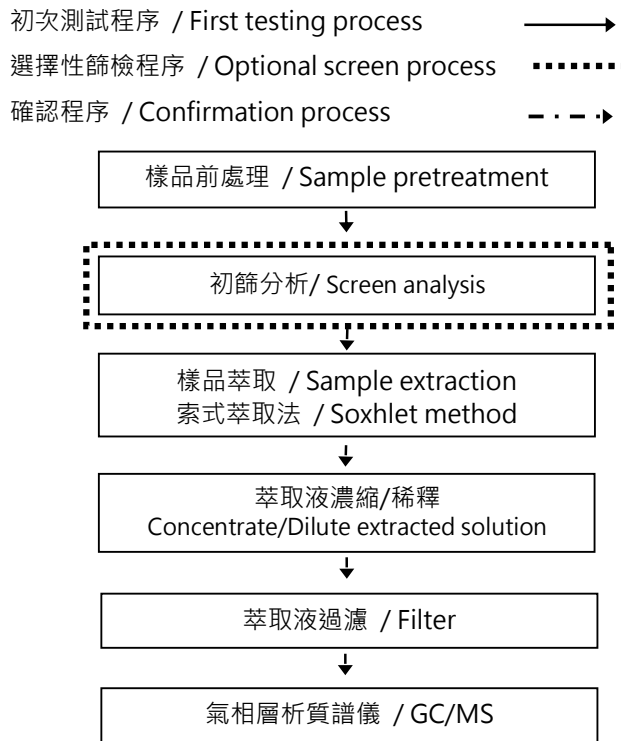 初次測試程序 / First testing process
選擇性篩檢程序 / Optional screen process
確認程序 / Confirmation process
樣品前處理 / Sample pretreatment
初篩分析/ Screen analysis
樣品萃取 / Sample extraction
索式萃取法 / Soxhlet method
萃取液濃縮/稀釋
Concentrate/Dilute extracted solution
萃取液過濾 / Filter
氣相層析質譜儀 / GC/MS